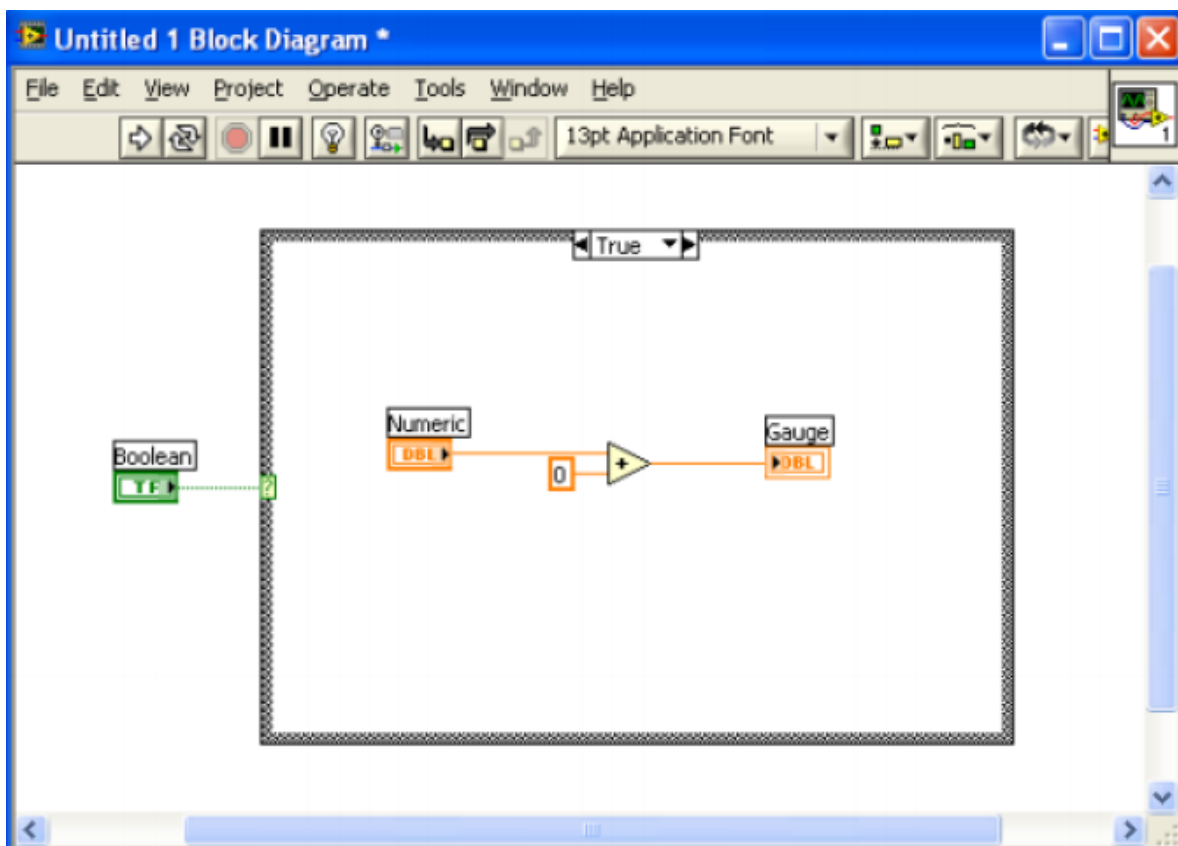 Untitled 1 Block Diagram *
File Edit View Project Operate Tools Window Help
13pt Application Font
1
True
Numeric
DBL
Gauge
DBL
Boolean
TF
?
0
+